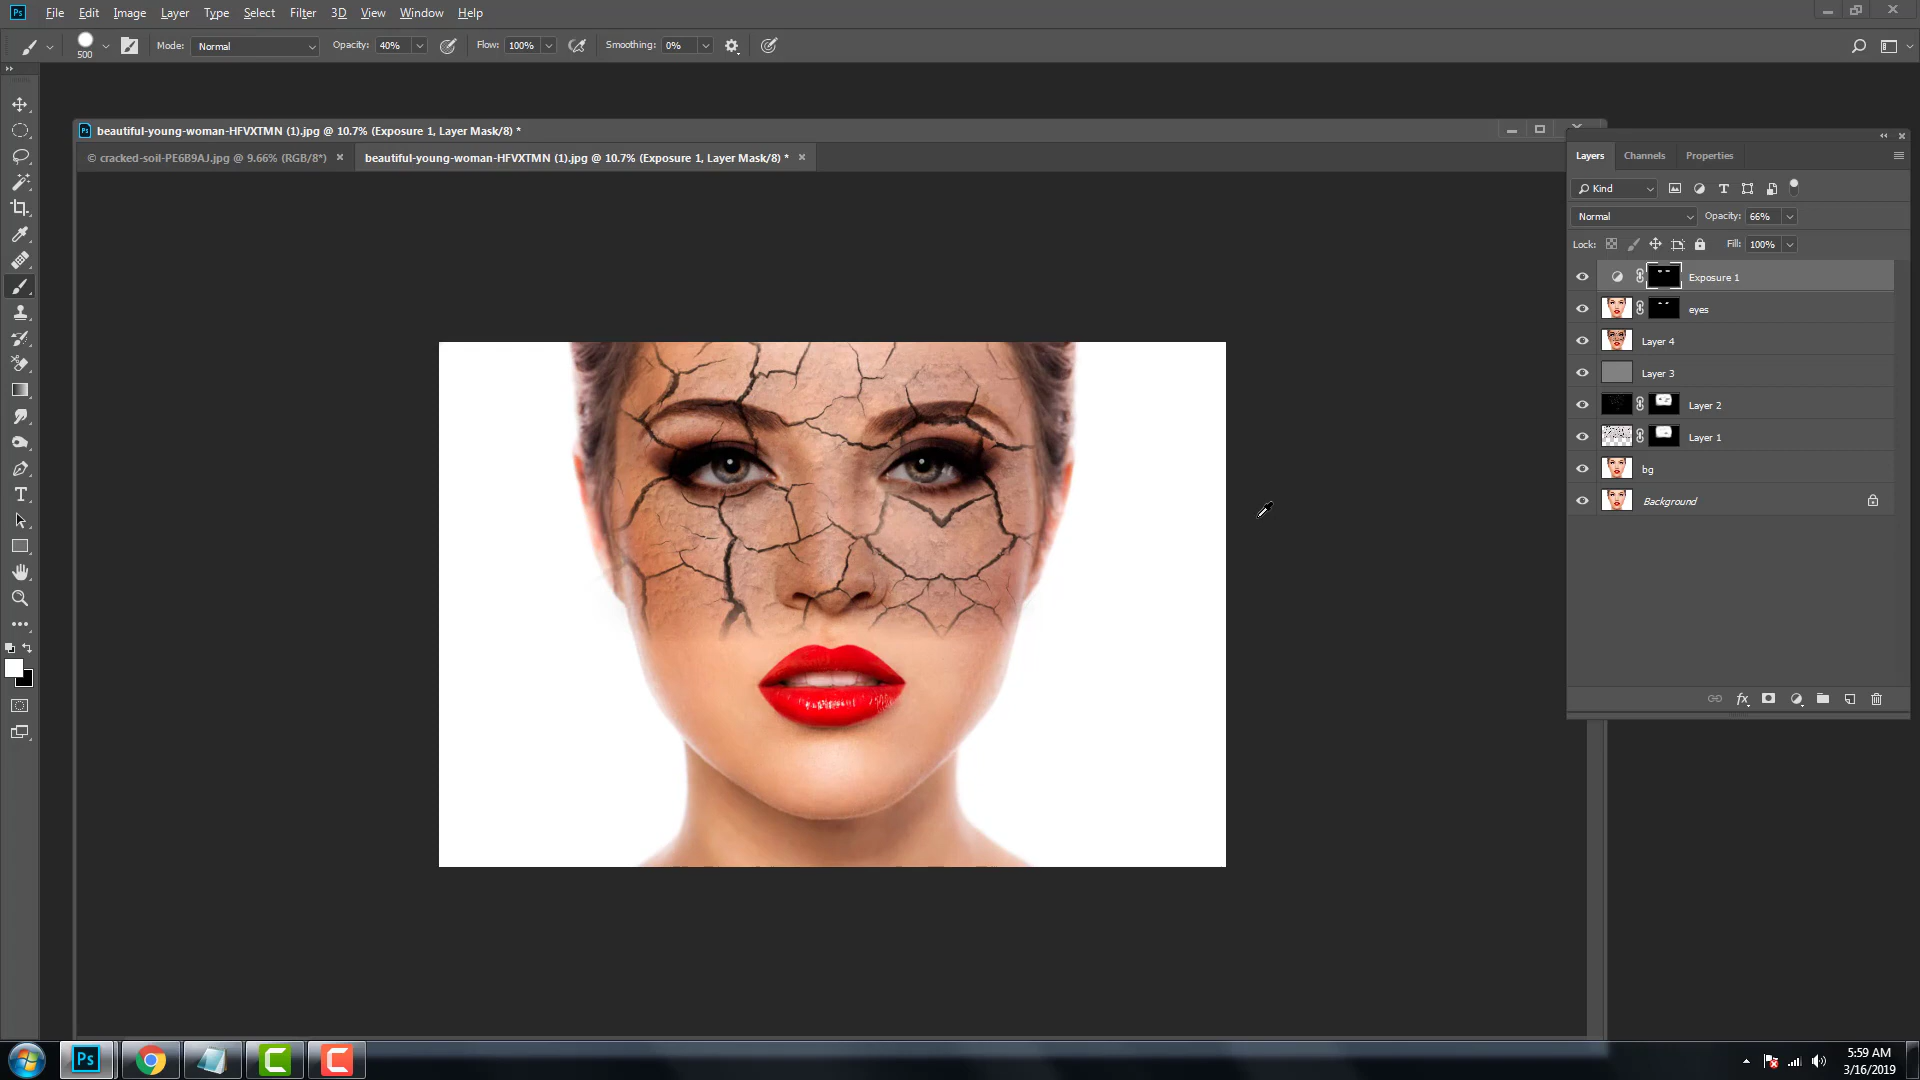 Ps File Edit Image Layer Type Select Filter 3D View Window Help
500 Mode: Normal Opacity: 40% Flow: 100% Smoothing: 0%
Ps beautiful-young-woman-HFVXTMN (1).jpg @ 10.7% (Exposure 1, Layer Mask/8) *
© cracked-soil-PE6B9AJ.jpg @ 9.66% (RGB/8*) × beautiful-young-woman-HFVXTMN (1).jpg @ 10.7% (Exposure 1, Layer Mask/8) * ×
Layers Channels Properties
Kind
Normal Opacity: 66%
Lock: Fill: 100%
Exposure 1
eyes
Layer 4
Layer 3
Layer 2
Layer 1
bg
Background
fx
Ps
5:59 AM
3/16/2019